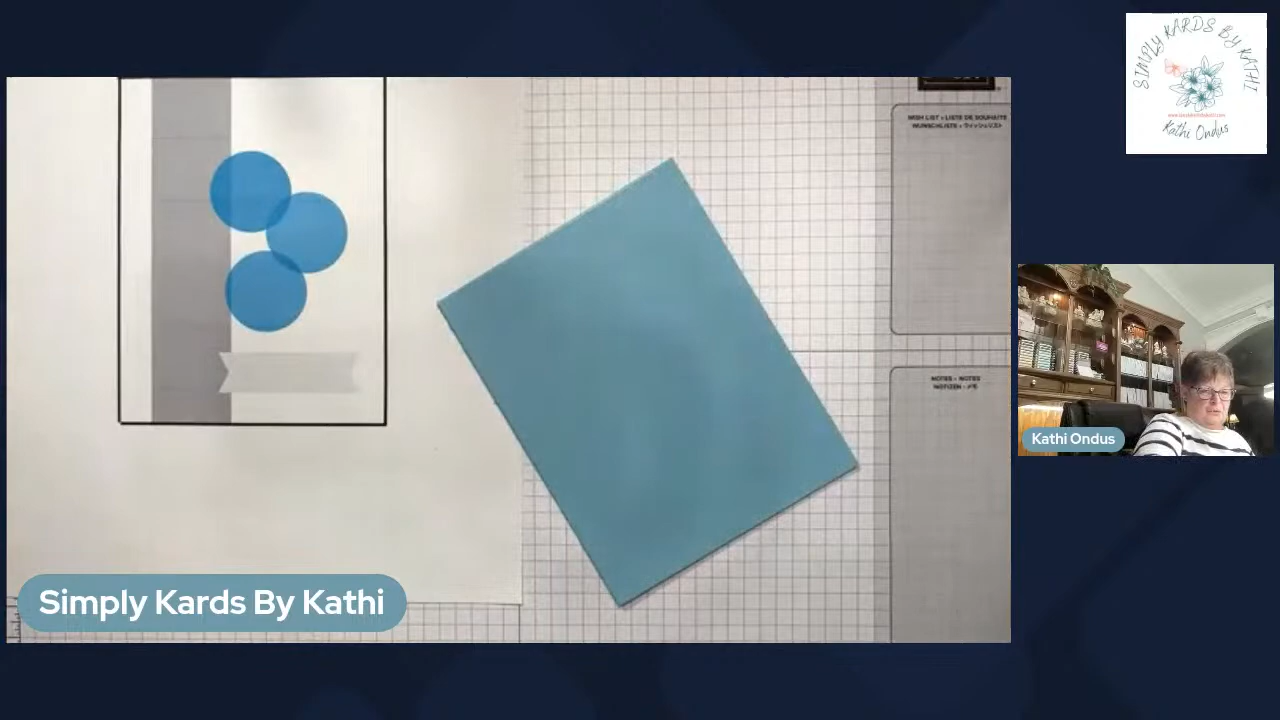 SIMPLY KARDS BY KATHI
Kathi Ondus
WISH LIST • LISTE DE SOUHAITS
WUNSCHLISTE • ウィッシュリスト
NOTES • NOTES
NOTIZEN • メモ
Kathi Ondus
Simply Kards By Kathi